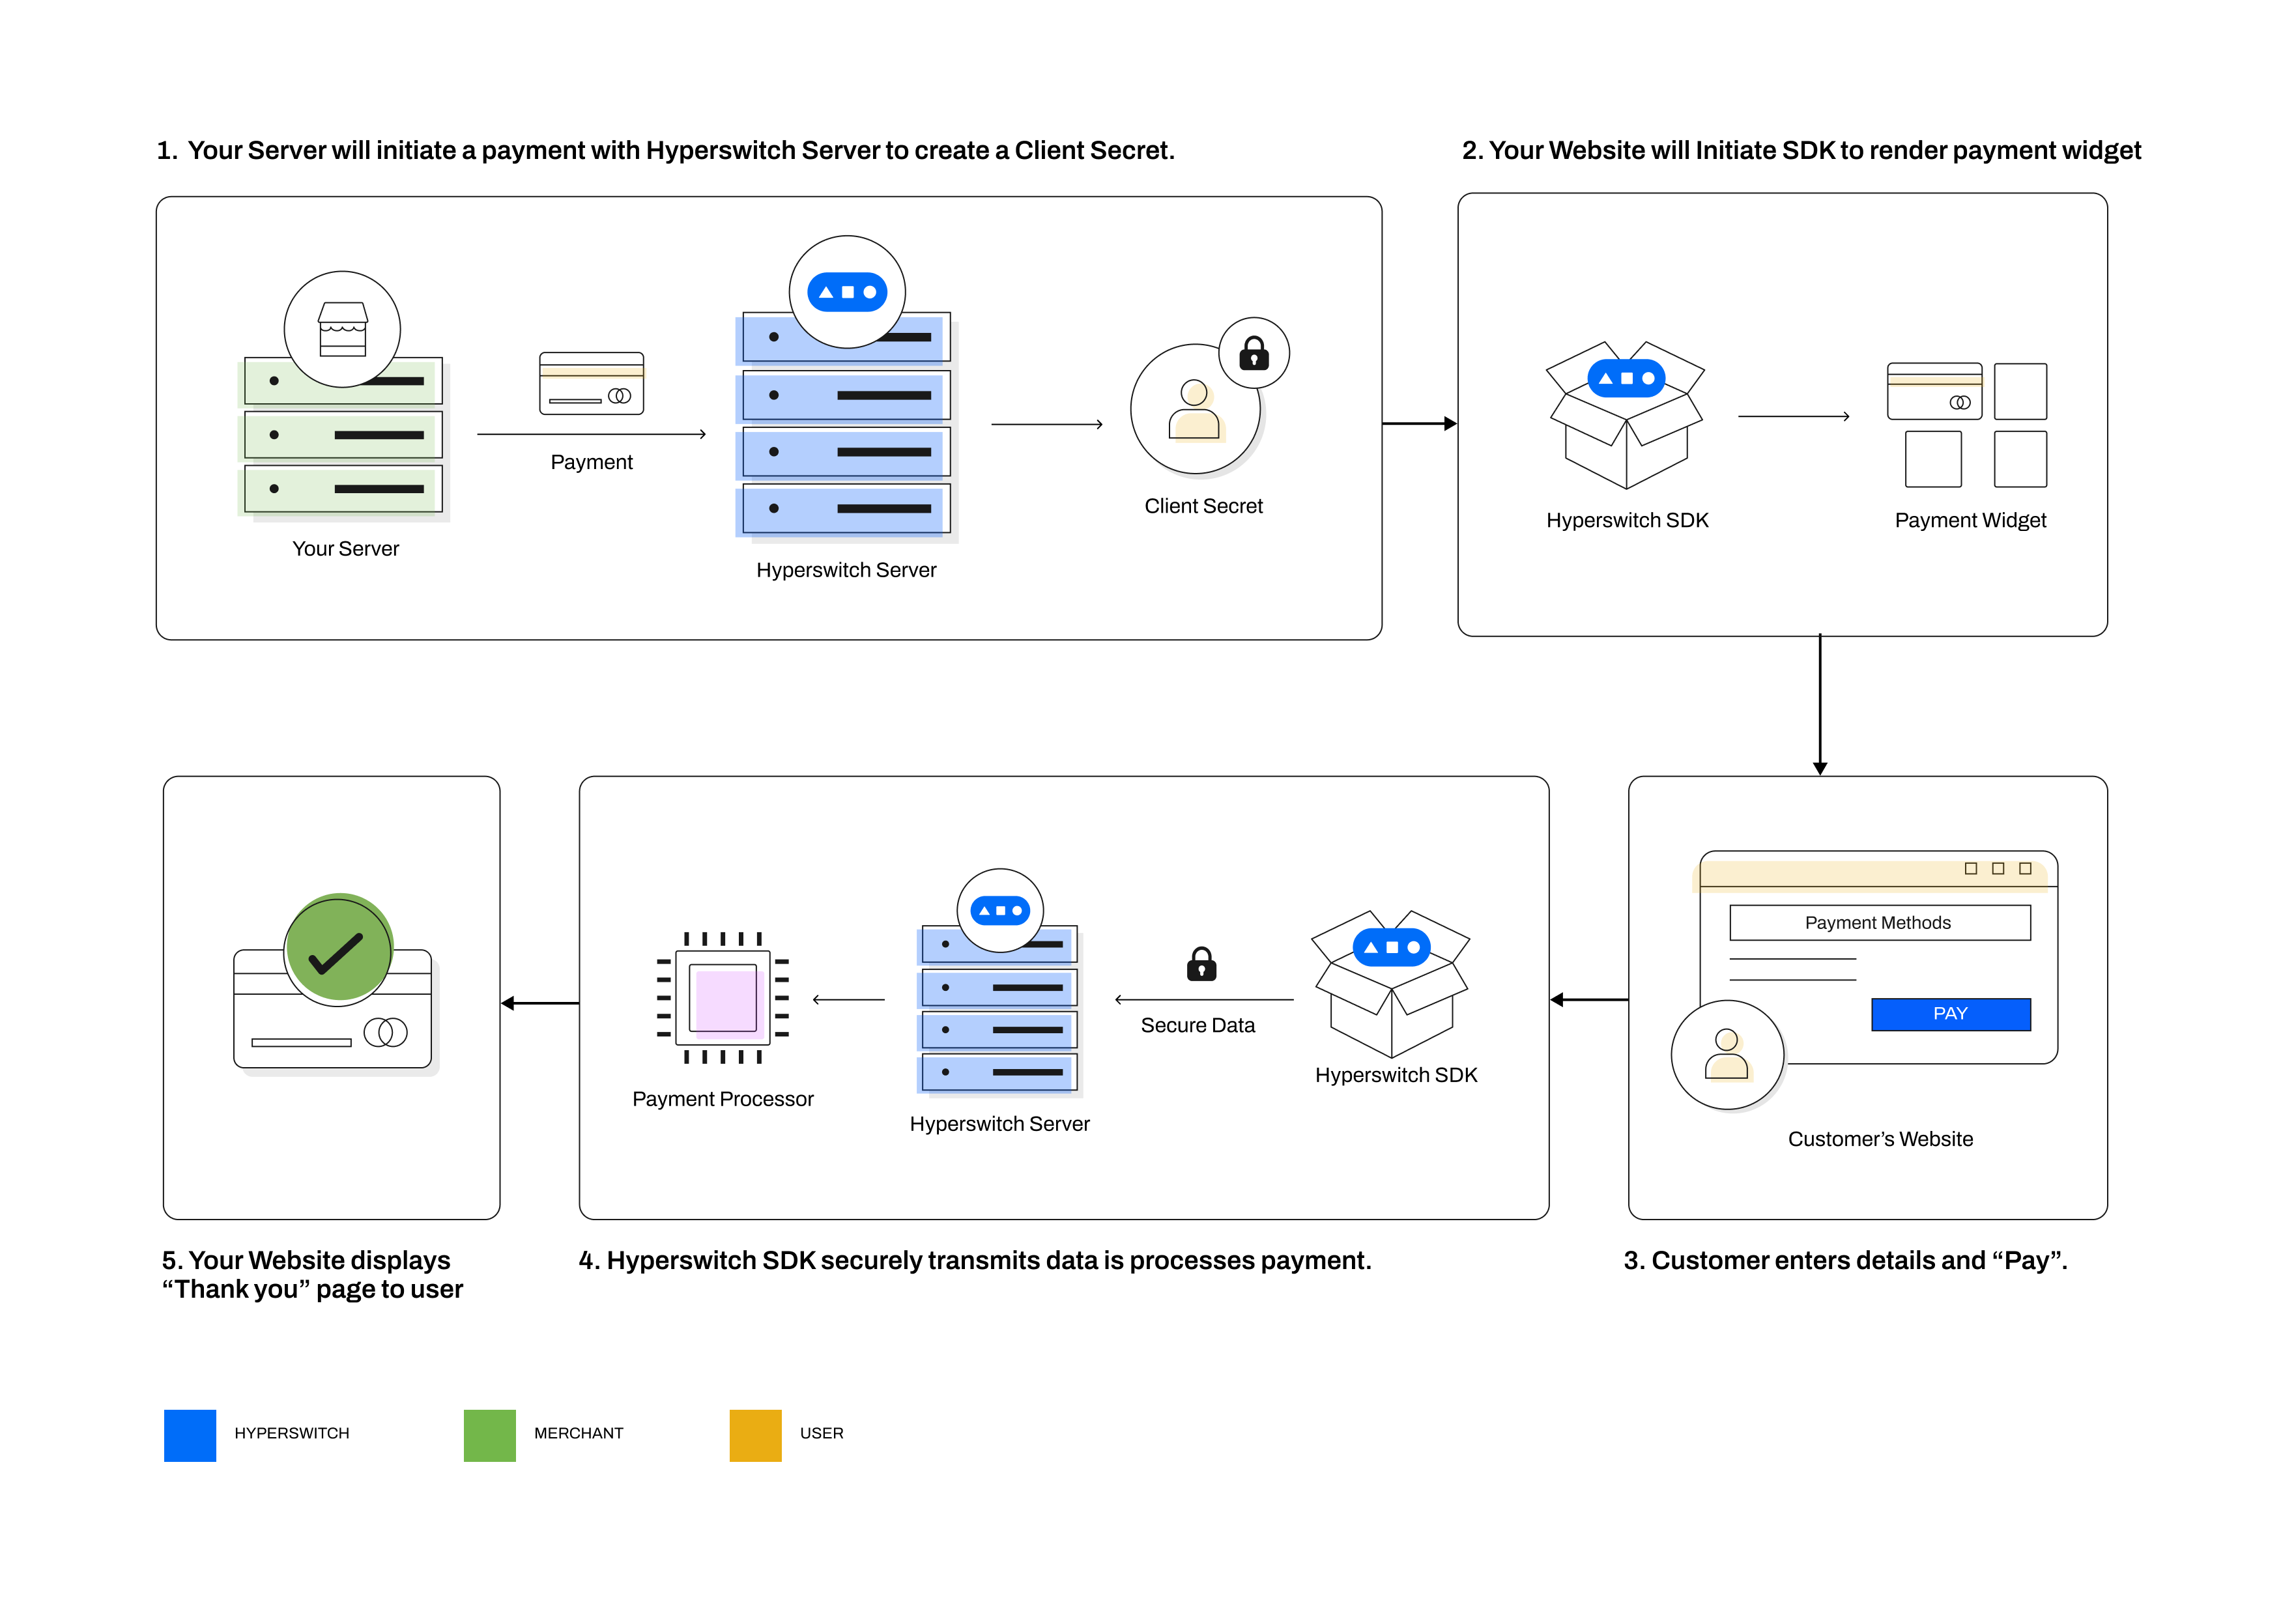 1. Your Server will initiate a payment with Hyperswitch Server to create a Client Secret.
2. Your Website will Initiate SDK to render payment widget
Payment
Your Server
Hyperswitch Server
Client Secret
Hyperswitch SDK
Payment Widget
Payment Methods
PAY
Customer’s Website
Secure Data
Hyperswitch SDK
Hyperswitch Server
Payment Processor
3. Customer enters details and “Pay”.
4. Hyperswitch SDK securely transmits data is processes payment.
5. Your Website displays
“Thank you” page to user
HYPERSWITCH
MERCHANT
USER